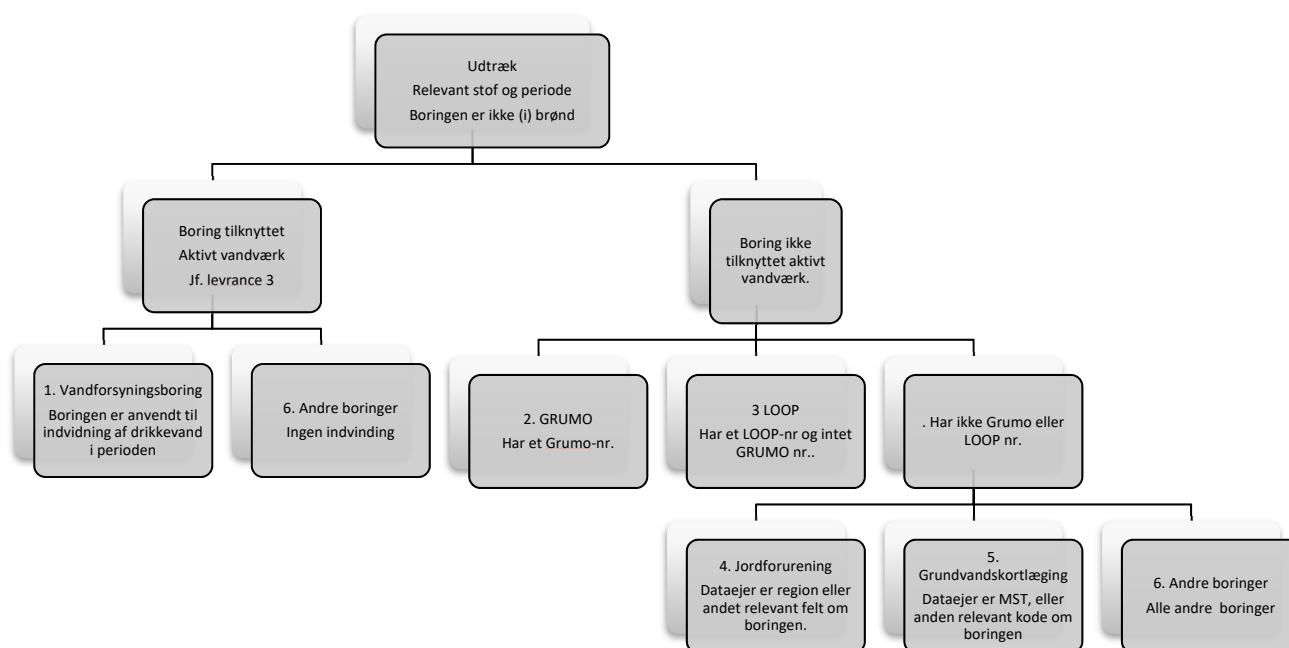 Udtræk
Relevant stof og periode
Boringen er ikke (i) brønd
Boring tilknyttet
Aktivt vandværk
Jf. levrance 3
Boring ikke
tilknyttet aktivt
vandværk.
1. Vandforsyningsboring
Boringen er anvendt til
indvidning af drikkevand
i perioden
6. Andre boringer
Ingen indvinding
2. GRUMO
Har et Grumo-nr.
3 LOOP
Har et LOOP-nr og intet
GRUMO nr..
. Har ikke Grumo eller
LOOP nr.
4. Jordforurening
Dataejer er region eller
andet relevant felt om
boringen.
5.
Grundvandskortlæging
Dataejer er MST, eller
anden relevant kode om
boringen
6. Andre boringer
Alle andre boringer